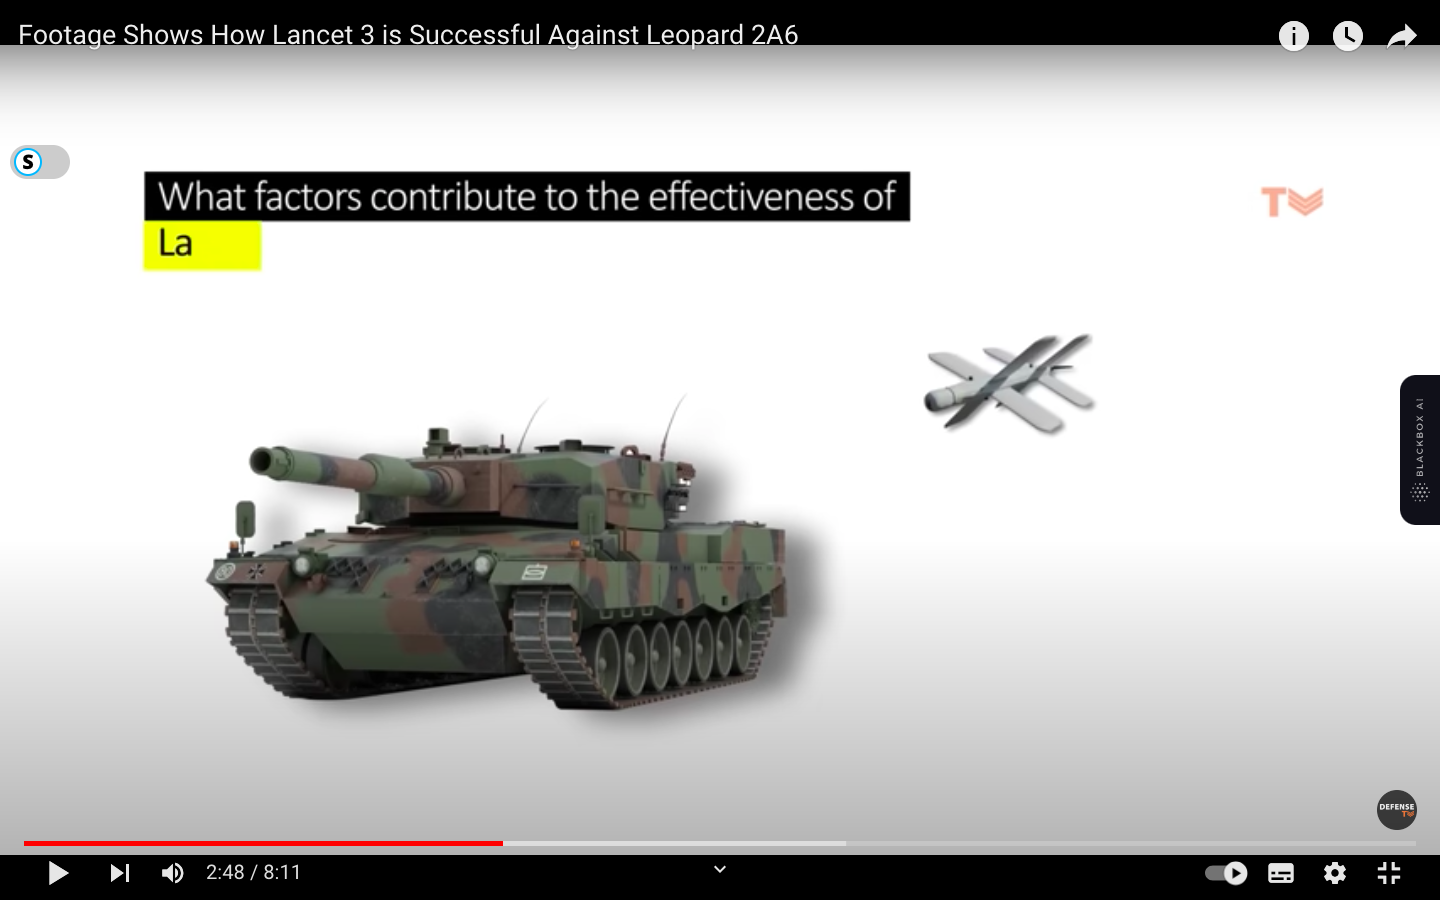 Footage Shows How Lancet 3 is Successful Against Leopard 2A6
S
What factors contribute to the effectiveness of
La
TV
BLACKBOX AI
DEFENSE
TV
2:48 / 8:11